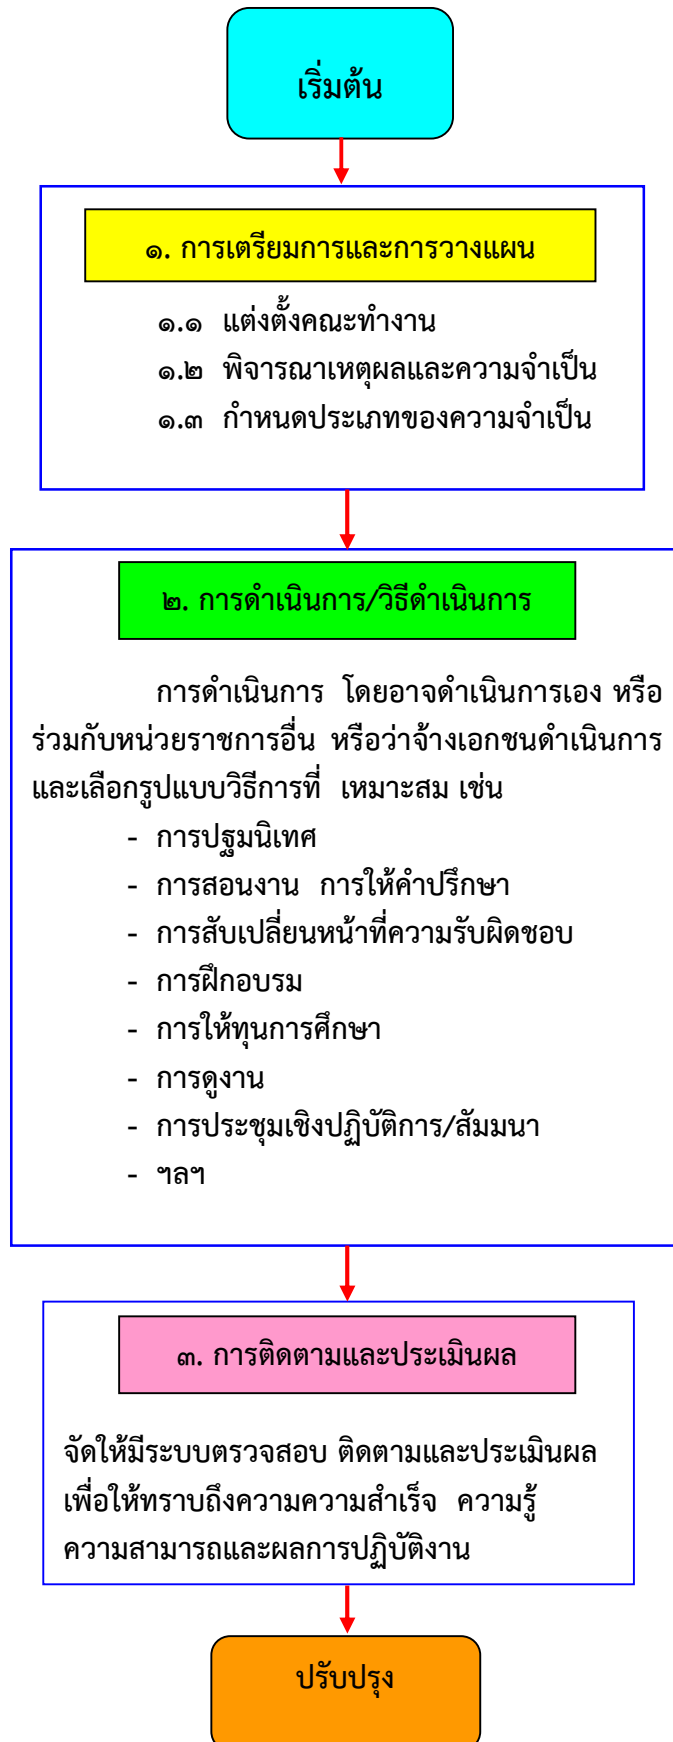 เริ่มต้น
๑. การเตรียมการและการวางแผน
๑.๑ แต่งตั้งคณะทำงาน
๑.๒ พิจารณาเหตุผลและความจำเป็น
๑.๓ กำหนดประเภทของความจำเป็น
๒. การดำเนินการ/วิธีดำเนินการ
การดำเนินการ โดยอาจดำเนินการเอง หรือ
ร่วมกับหน่วยราชการอื่น หรือว่าจ้างเอกชนดำเนินการ
และเลือกรูปแบบวิธีการที่ เหมาะสม เช่น
- การปฐมนิเทศ
- การสอนงาน การให้คำปรึกษา
- การสับเปลี่ยนหน้าที่ความรับผิดชอบ
- การฝึกอบรม
- การให้ทุนการศึกษา
- การดูงาน
- การประชุมเชิงปฏิบัติการ/สัมมนา
- ฯลฯ
๓. การติดตามและประเมินผล
จัดให้มีระบบตรวจสอบ ติดตามและประเมินผล
เพื่อให้ทราบถึงความความสำเร็จ ความรู้
ความสามารถและผลการปฏิบัติงาน
ปรับปรุง